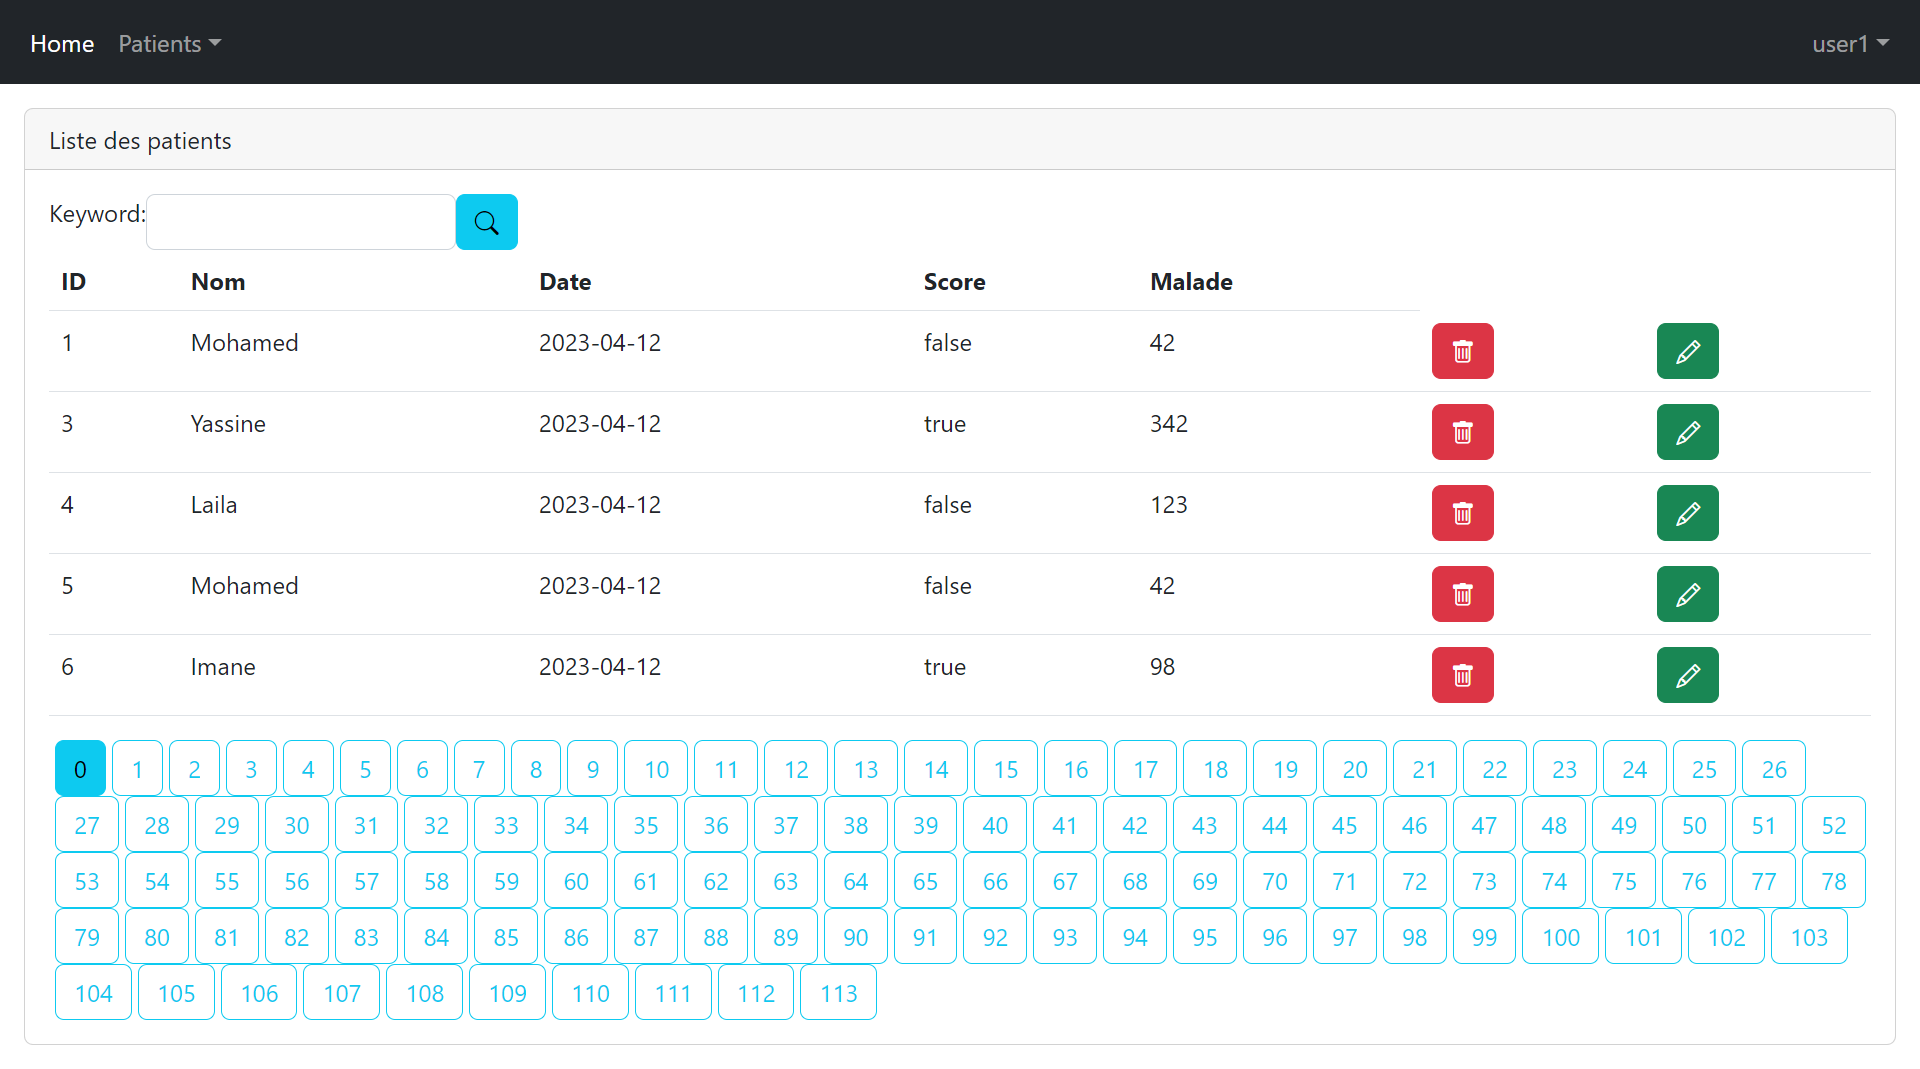 Home Patients user1
Liste des patients
Keyword:
ID Nom Date Score Malade
1 Mohamed 2023-04-12 false 42
3 Yassine 2023-04-12 true 342
4 Laila 2023-04-12 false 123
5 Mohamed 2023-04-12 false 42
6 Imane 2023-04-12 true 98
0 1 2 3 4 5 6 7 8 9 10 11 12 13 14 15 16 17 18 19 20 21 22 23 24 25 26
27 28 29 30 31 32 33 34 35 36 37 38 39 40 41 42 43 44 45 46 47 48 49 50 51 52
53 54 55 56 57 58 59 60 61 62 63 64 65 66 67 68 69 70 71 72 73 74 75 76 77 78
79 80 81 82 83 84 85 86 87 88 89 90 91 92 93 94 95 96 97 98 99 100 101 102 103
104 105 106 107 108 109 110 111 112 113